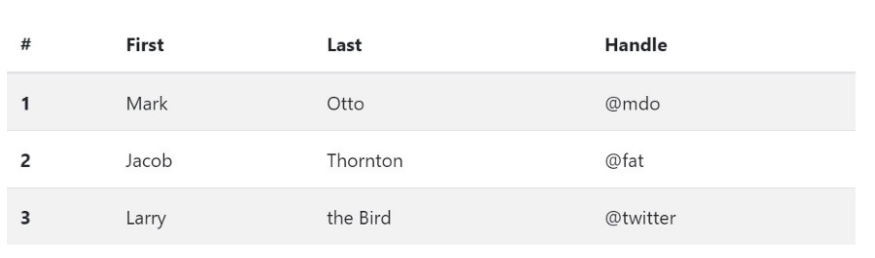 # First Last Handle
1 Mark Otto @mdo
2 Jacob Thornton @fat
3 Larry the Bird @twitter